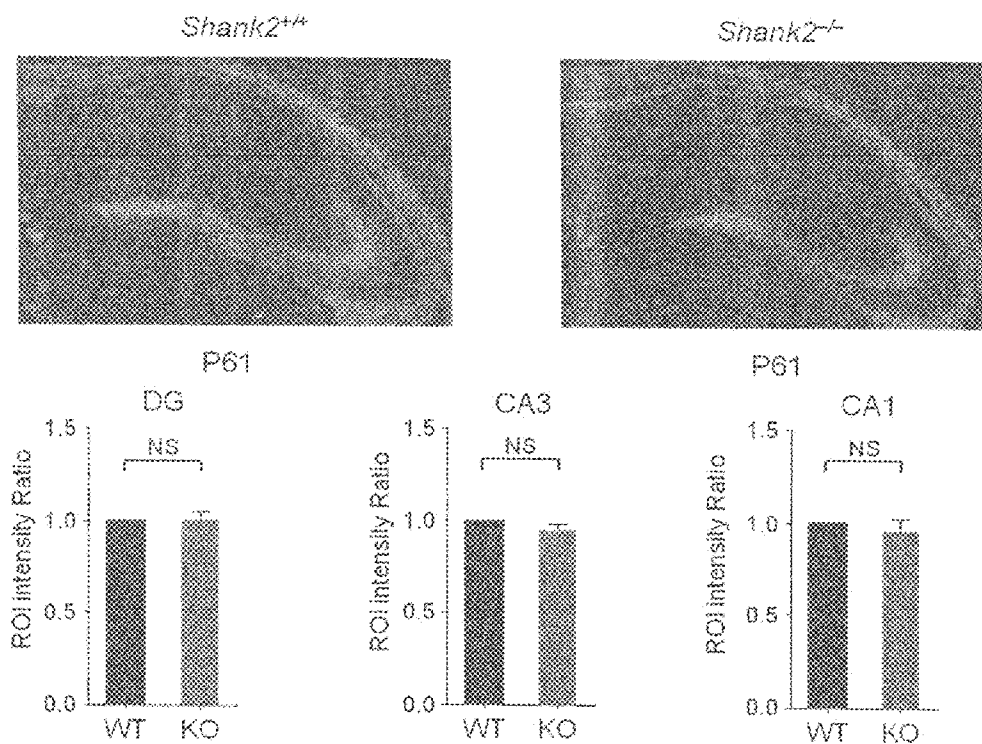 Shank2+/+
Shank2–/–
P61
P61
DG
CA3
CA1
1.5
1.0
0.5
0.0
ROI Intensity Ratio
NS
WT
KO
1.5
1.0
0.5
0.0
ROI Intensity Ratio
NS
WT
KO
1.5
1.0
0.5
0.0
ROI Intensity Ratio
NS
WT
KO